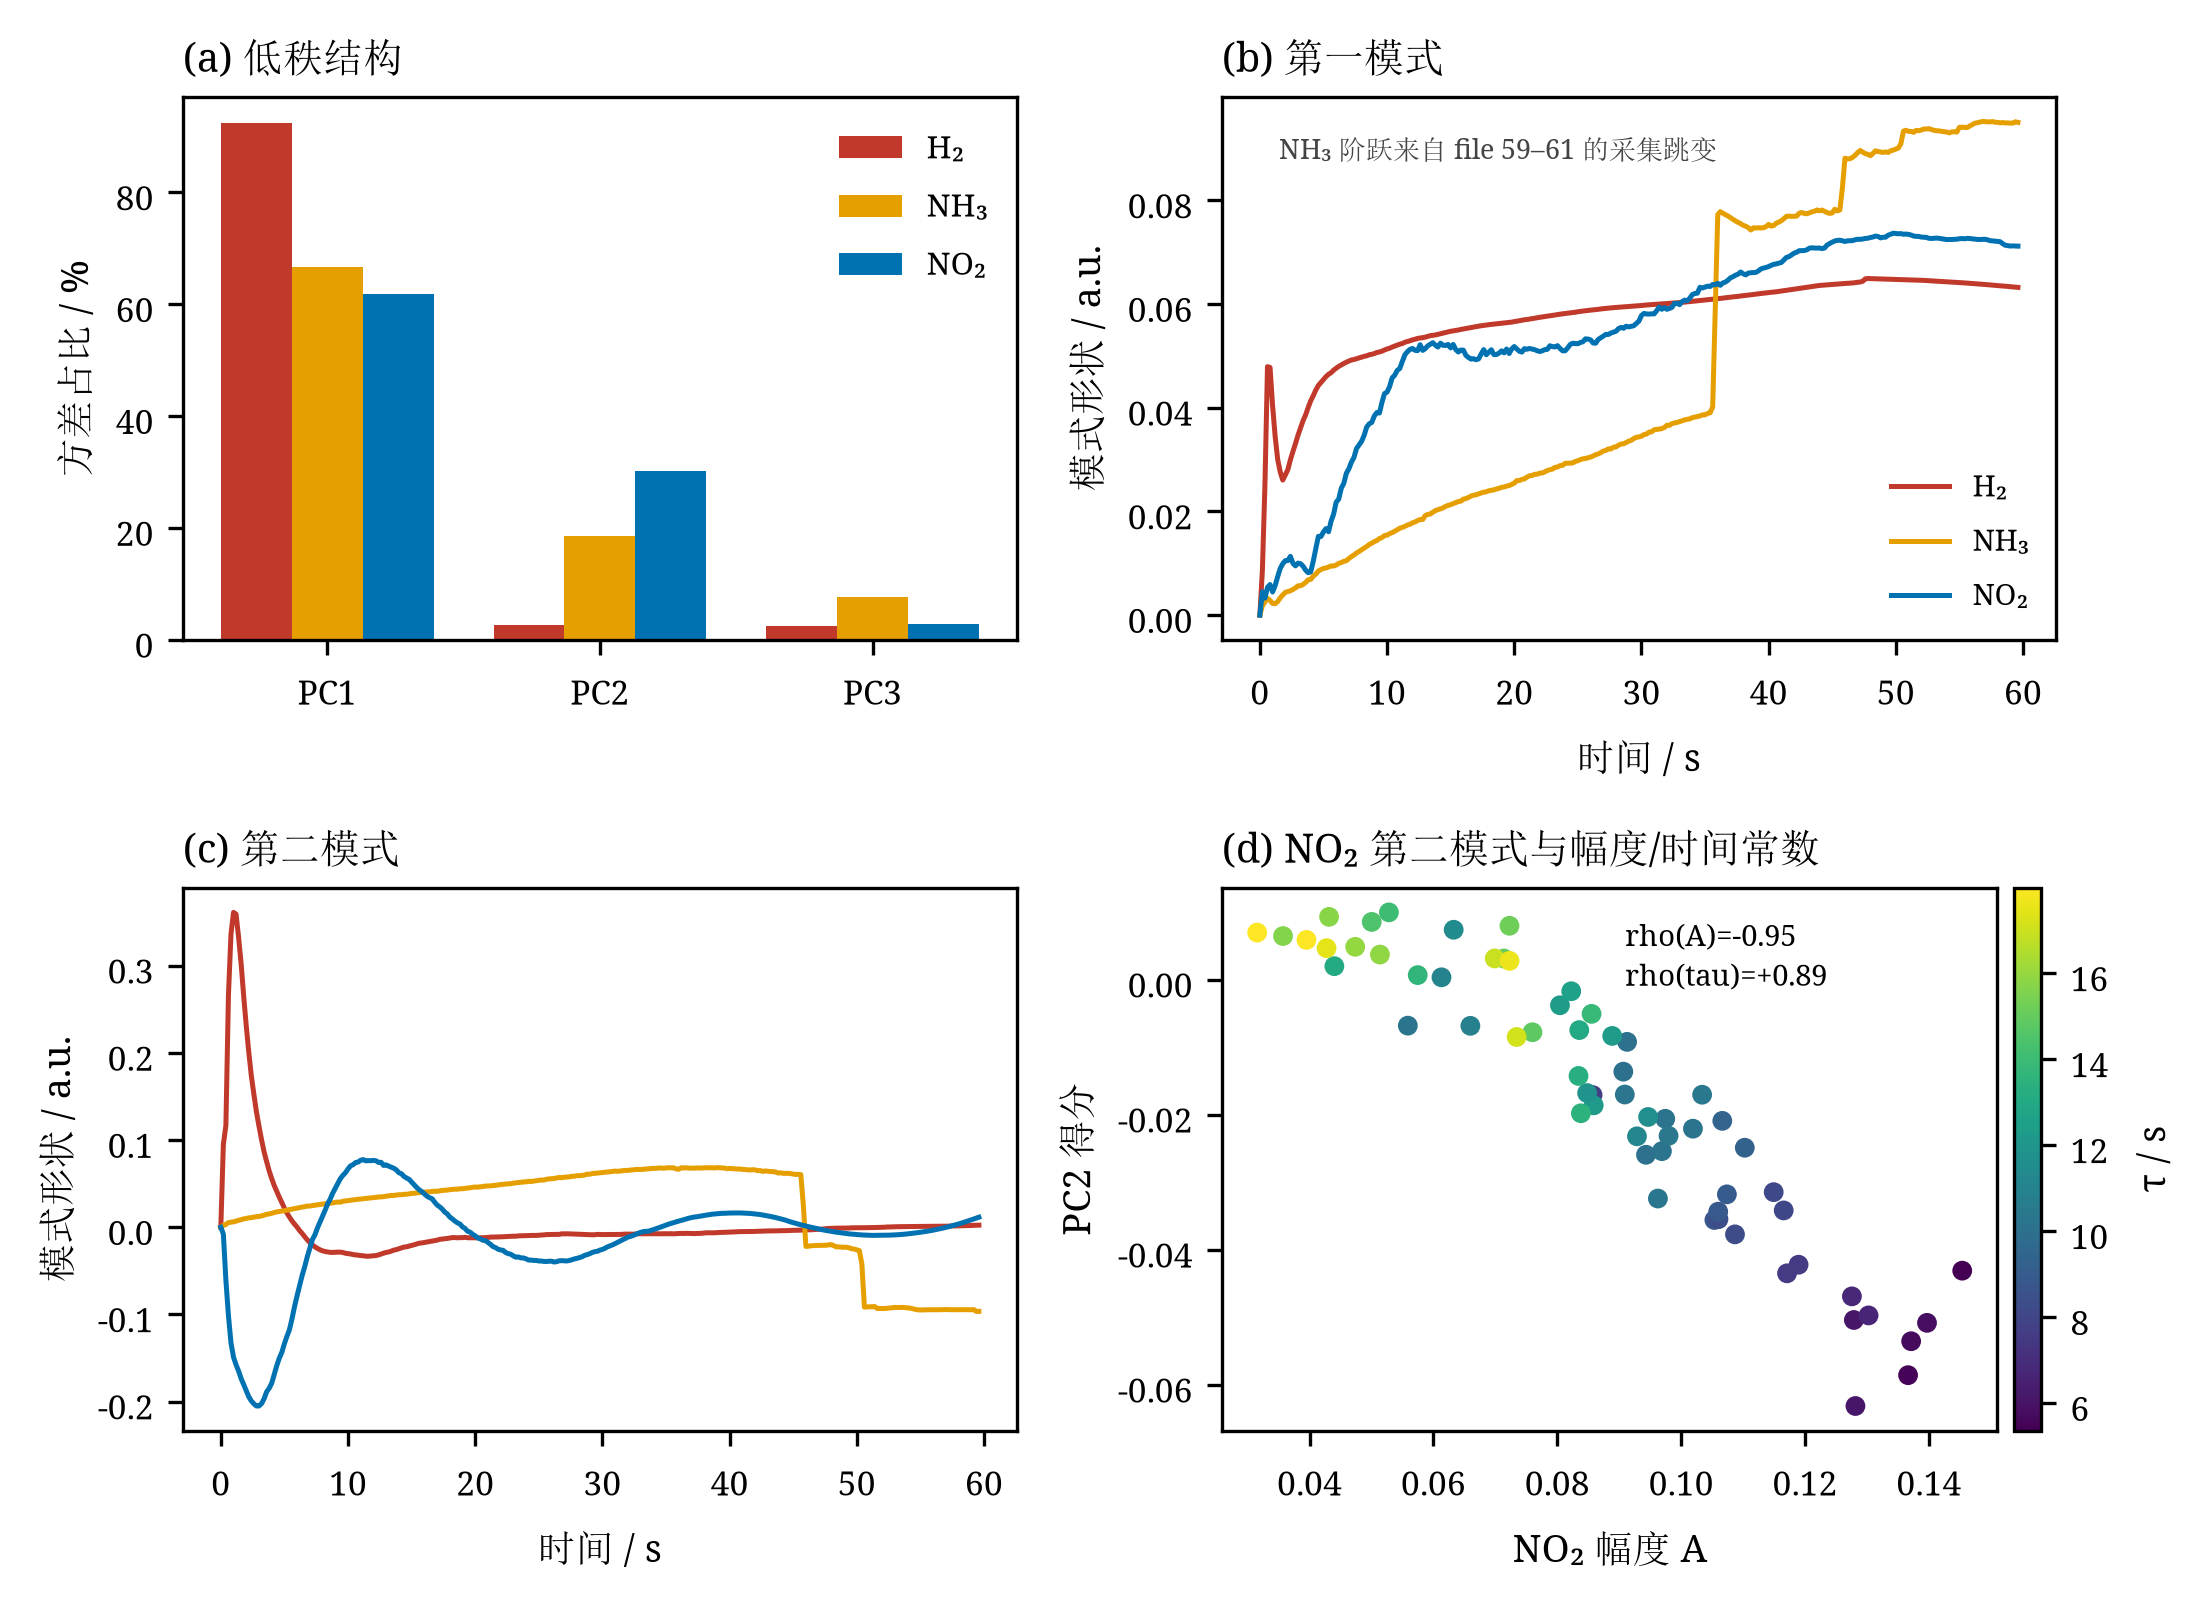 (a) 低秩结构
方差占比 / %
80
60
40
20
0
PC1 PC2 PC3
H₂
NH₃
NO₂
(b) 第一模式
NH₃ 阶跃来自 file 59–61 的采集跳变
模式形状 / a.u.
0.08
0.06
0.04
0.02
0.00
H₂
NH₃
NO₂
0 10 20 30 40 50 60
时间 / s
(c) 第二模式
模式形状 / a.u.
0.3
0.2
0.1
0.0
-0.1
-0.2
0 10 20 30 40 50 60
时间 / s
(d) NO₂ 第二模式与幅度/时间常数
rho(A)=-0.95
rho(tau)=+0.89
PC2 得分
0.00
-0.02
-0.04
-0.06
0.04 0.06 0.08 0.10 0.12 0.14
NO₂ 幅度 A
16
14
12
10
8
6
τ / s